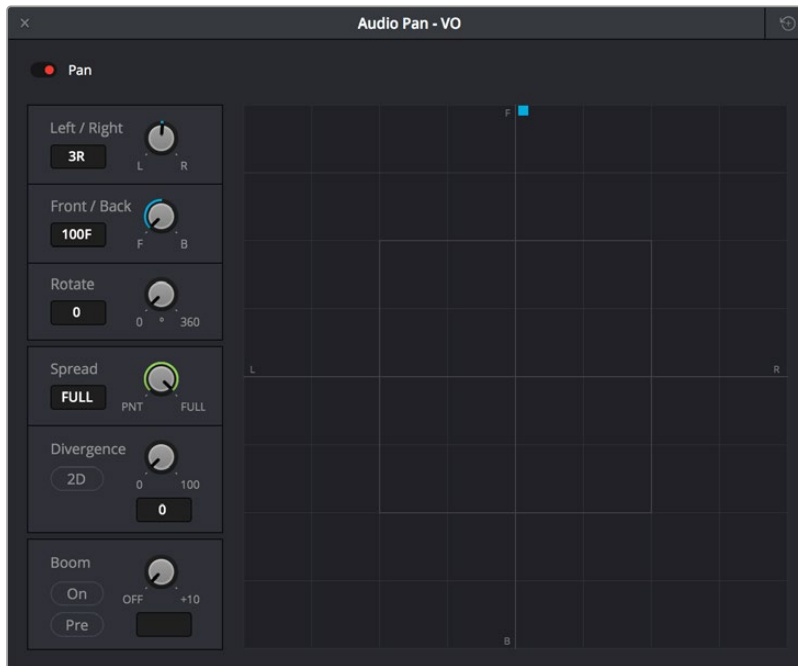 Audio Pan - VO
Pan
Left / Right
3R
L R
Front / Back
100F
F B
Rotate
0
0 ° 360
Spread
FULL
PNT FULL
Divergence
2D
0 100
0
Boom
On
OFF +10
Pre
F
L R
B